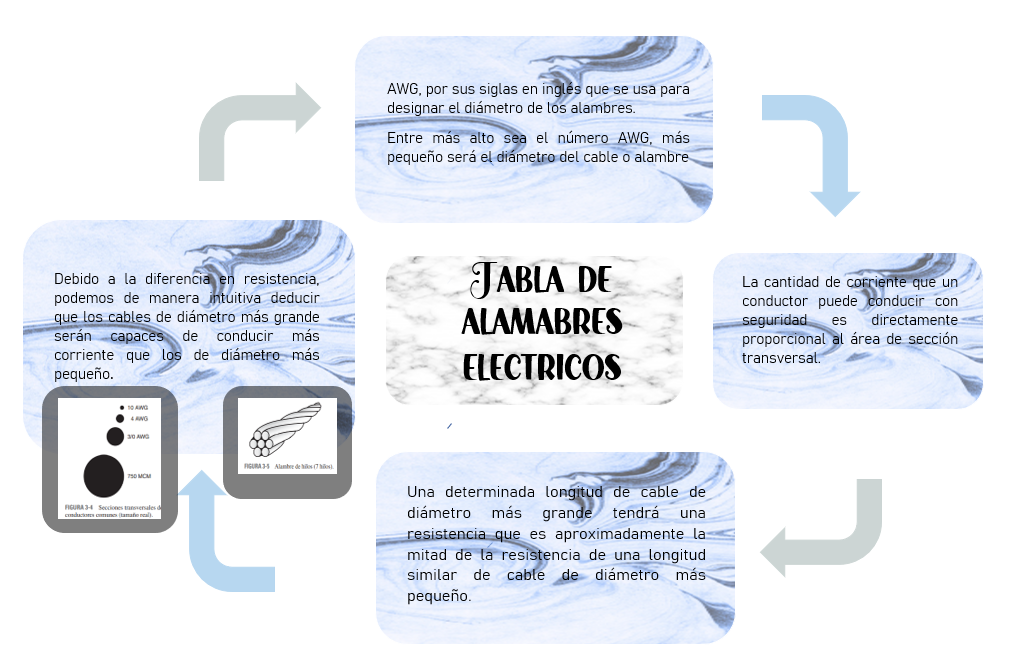 AWG, por sus siglas en inglés que se usa para
designar el diámetro de los alambres.
Entre más alto sea el número AWG, más
pequeño será el diámetro del cable o alambre
TABLA DE
ALAMABRES
ELECTRICOS
La cantidad de corriente que un
conductor puede conducir con
seguridad es directamente
proporcional al área de sección
transversal.
Una determinada longitud de cable de
diámetro más grande tendrá una
resistencia que es aproximadamente la
mitad de la resistencia de una longitud
similar de cable de diámetro más
pequeño.
Debido a la diferencia en resistencia,
podemos de manera intuitiva deducir
que los cables de diámetro más grande
serán capaces de conducir más
corriente que los de diámetro más
pequeño.
10 AWG
4 AWG
3/0 AWG
750 MCM
FIGURA 3-4 Secciones transversales de
conductores comunes (tamaño real).
FIGURA 3-5 Alambre de hilos (7 hilos).